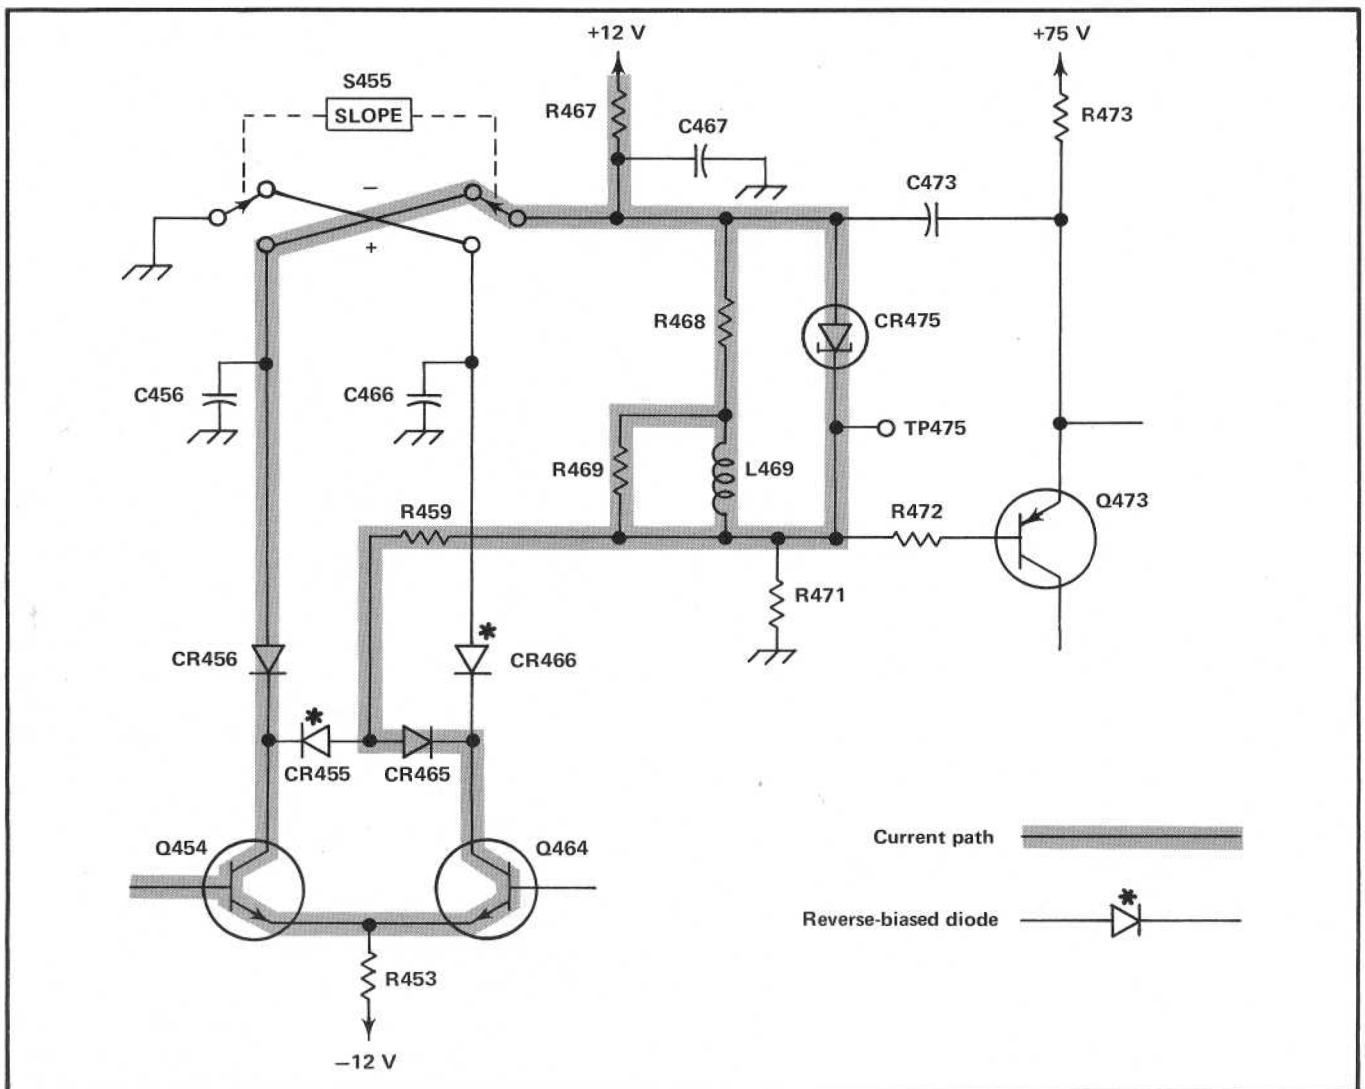 +12 V
+75 V
S455
SLOPE
R467
C467
R473
C473
−
+
R468
CR475
C456
C466
TP475
R469
L469
R459
R472
Q473
R471
CR456
*
CR466
*
CR455
CR465
Q454
Q464
Current path
*
Reverse-biased diode
R453
−12 V